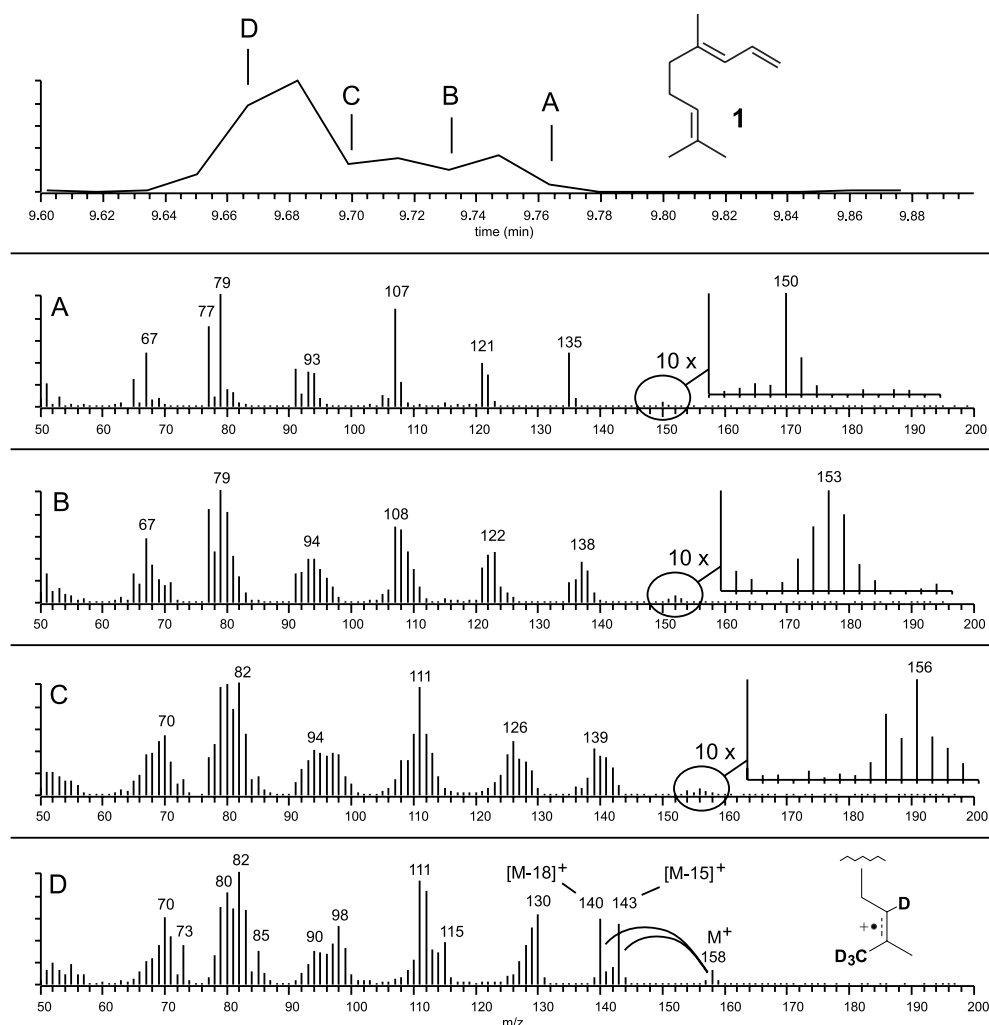 D
C
B
A
1
9.60 9.62 9.64 9.66 9.68 9.70 9.72 9.74 9.76 9.78 9.80 9.82 9.84 9.86 9.88
time (min)
A
67 77 79 93 107 121 135 10 x 150
50 60 70 80 90 100 110 120 130 140 150 160 170 180 190 200
B
67 79 94 108 122 138 10 x 153
50 60 70 80 90 100 110 120 130 140 150 160 170 180 190 200
C
70 82 94 111 126 139 10 x 156
50 60 70 80 90 100 110 120 130 140 150 160 170 180 190 200
D
70 73 80 82 85 90 98 111 115 130 140 143 158
[M-18]+ [M-15]+
M+
D
+•
D3C
50 60 70 80 90 100 110 120 130 140 150 160 170 180 190 200
m/z